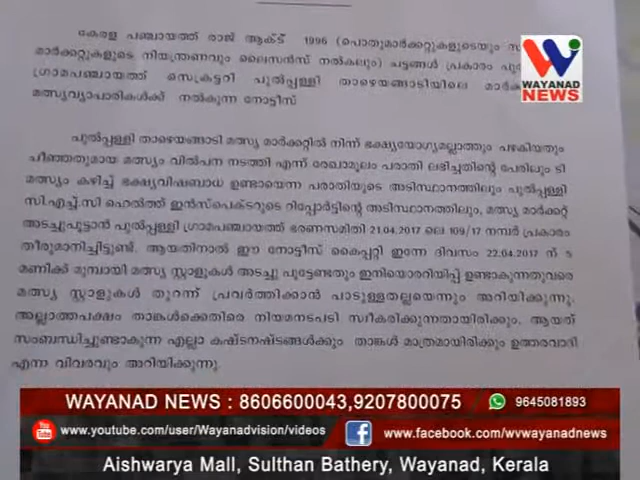 കേരള പഞ്ചായത്ത് രാജ് ആക്ട് 1996 (പൊതുമാർക്കറ്റുകളുടെയും
മാർക്കറ്റുകളുടെ നിയന്ത്രണവും ലൈസൻസ് നൽകലും) ചട്ടങ്ങൾ പ്രകാരം
ഗ്രാമപഞ്ചായത്ത് സെക്രട്ടറി പുൽപ്പള്ളി താഴെയങ്ങാടിയിലെ
മത്സ്യവ്യാപാരികൾക്ക് നൽകുന്ന നോട്ടീസ്
WAYANAD
NEWS
പുൽപ്പള്ളി താഴെയങ്ങാടി മത്സ്യ മാർക്കറ്റിൽ നിന്ന് ഭക്ഷ്യയോഗ്യമല്ലാത്തും പഴകിയതും
ചീഞ്ഞതുമായ മത്സ്യം വിൽപന നടത്തി എന്ന് രേഖാമൂലം പരാതി ലഭിച്ചതിന്റെ പേരിലും ടി
മത്സ്യം കഴിച്ച് ഭക്ഷ്യവിഷബാധ ഉണ്ടായെന്ന പരാതിയുടെ അടിസ്ഥാനത്തിലും പുൽപ്പള്ളി
സി.എച്ച്.സി ഹെൽത്ത് ഇൻസ്പെക്ടറുടെ റിപ്പോർട്ടിന്റെ അടിസ്ഥാനത്തിലും, മത്സ്യ മാർക്കറ്റ്
അടച്ചുപൂട്ടാൻ പുൽപ്പള്ളി ഗ്രാമപഞ്ചായത്ത് ഭരണസമിതി 21.04.2017 ലെ 109/17 നമ്പർ പ്രകാരം
തീരുമാനിച്ചിട്ടുണ്ട്. ആയതിനാൽ ഈ നോട്ടീസ് കൈപ്പറ്റി ഇന്നേ ദിവസം 22.04.2017 ന് 5
മണിക്ക് മുമ്പായി മത്സ്യ സ്റ്റാളുകൾ അടച്ചു പൂട്ടേണ്ടതും ഇനിയൊരറിയിപ്പ് ഉണ്ടാകുന്നതുവരെ
മത്സ്യ സ്റ്റാളുകൾ തുറന്ന് പ്രവർത്തിക്കാൻ പാടുള്ളതല്ലയെന്നും അറിയിക്കുന്നു.
അല്ലാത്തപക്ഷം താങ്കൾക്കെതിരെ നിയമനടപടി സ്വീകരിക്കുന്നതായിരിക്കും. ആയത്
സംബന്ധിച്ചുണ്ടാകുന്ന എല്ലാ കഷ്ടനഷ്ടങ്ങൾക്കും താങ്കൾ മാത്രമായിരിക്കും ഉത്തരവാദി
എന്ന വിവരവും അറിയിക്കുന്നു.
WAYANAD NEWS : 8606600043,9207800075 9645081893
www.youtube.com/user/Wayanadvision/videos www.facebook.com/wvwayanadnews
Aishwarya Mall, Sulthan Bathery, Wayanad, Kerala